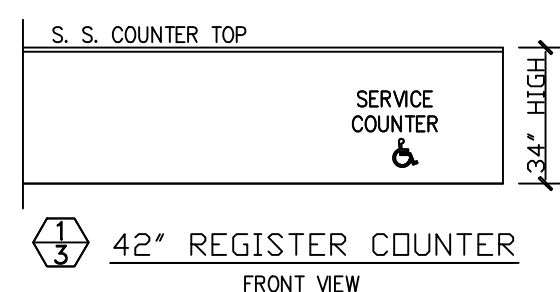 S. S. COUNTER TOP
SERVICE
COUNTER
34" HIGH
1
3
42" REGISTER COUNTER
FRONT VIEW